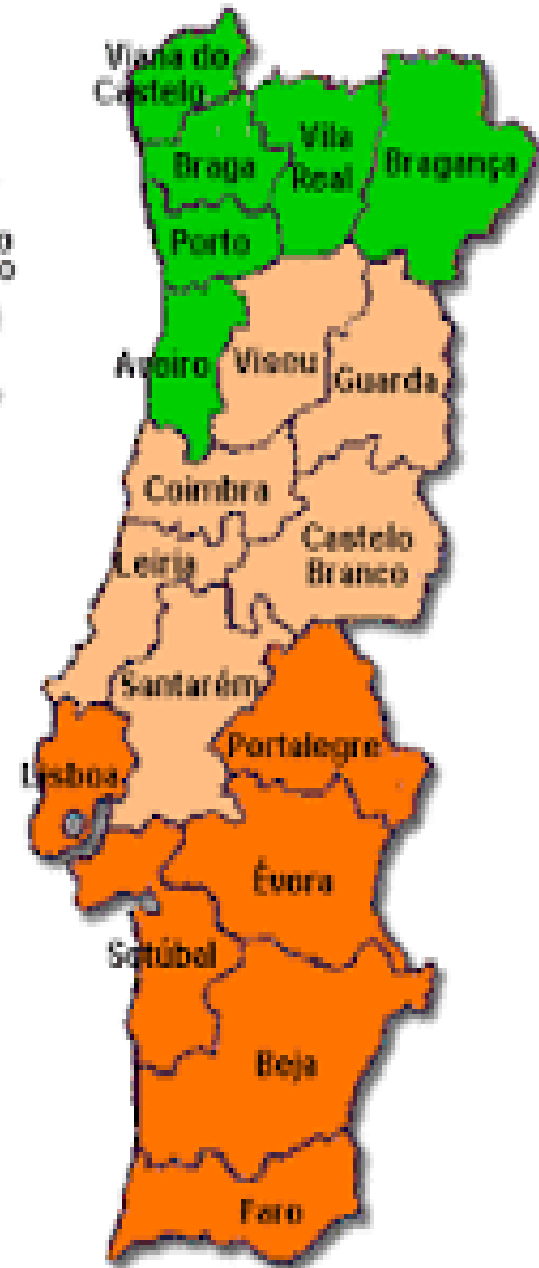 Viana do
Castelo
Braga
Vila
Real
Bragança
Porto
Aveiro
Viseu
Guarda
Coimbra
Castelo
Branco
Leiria
Santarém
Portalegre
Lisboa
Évora
Setúbal
Beja
Faro